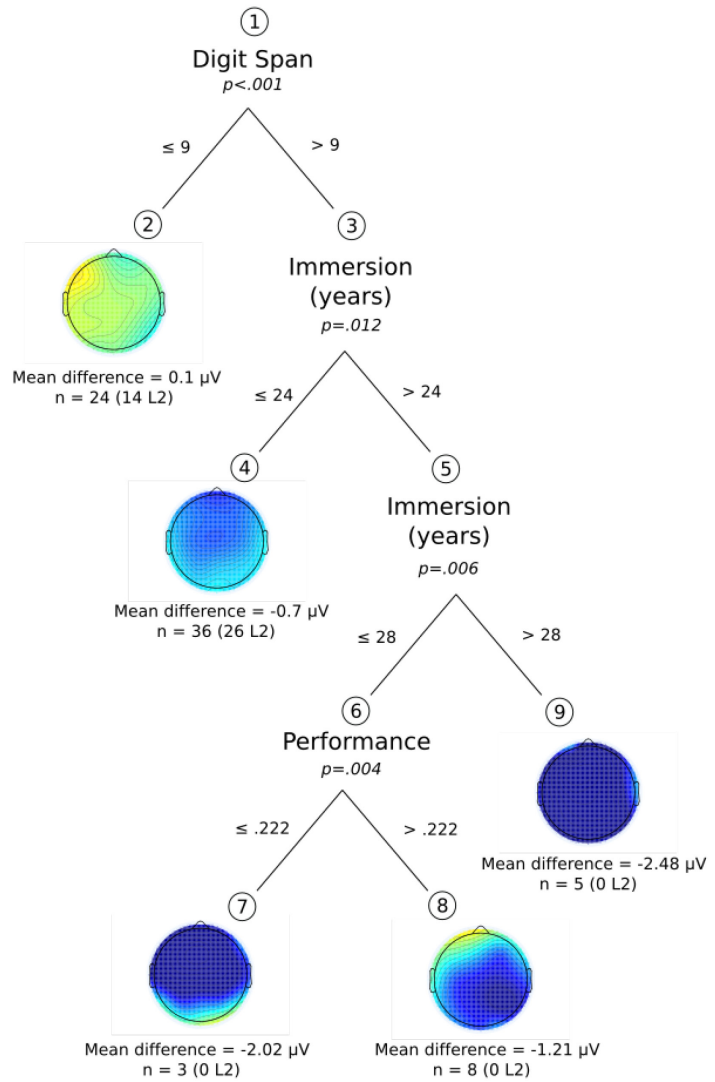 1
Digit Span
p<.001
≤ 9
> 9
2
3
Immersion
(years)
p=.012
Mean difference = 0.1 µV
n = 24 (14 L2)
≤ 24
> 24
4
5
Immersion
(years)
p=.006
Mean difference = -0.7 µV
n = 36 (26 L2)
≤ 28
> 28
6
9
Performance
p=.004
≤ .222
> .222
Mean difference = -2.48 µV
n = 5 (0 L2)
7
8
Mean difference = -2.02 µV
n = 3 (0 L2)
Mean difference = -1.21 µV
n = 8 (0 L2)